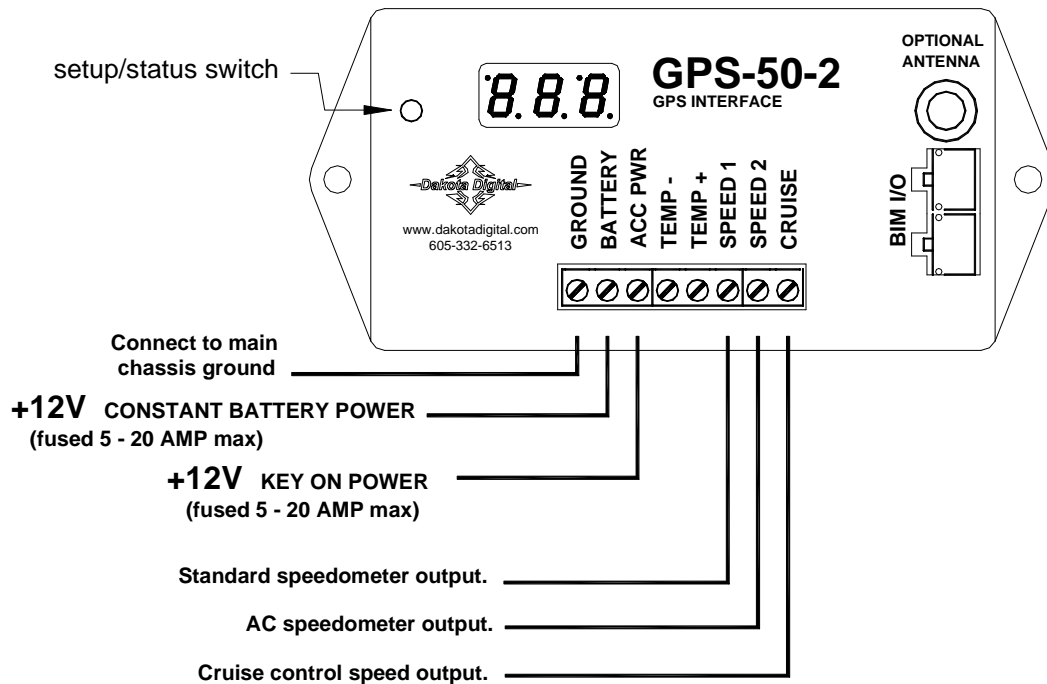 setup/status switch
8.8.8.
GPS-50-2
GPS INTERFACE
OPTIONAL
ANTENNA
Dakota Digital
www.dakotadigital.com
605-332-6513
GROUND
BATTERY
ACC PWR
TEMP -
TEMP +
SPEED 1
SPEED 2
CRUISE
BIM I/O
Connect to main
chassis ground
+12V CONSTANT BATTERY POWER
(fused 5 - 20 AMP max)
+12V KEY ON POWER
(fused 5 - 20 AMP max)
Standard speedometer output.
AC speedometer output.
Cruise control speed output.